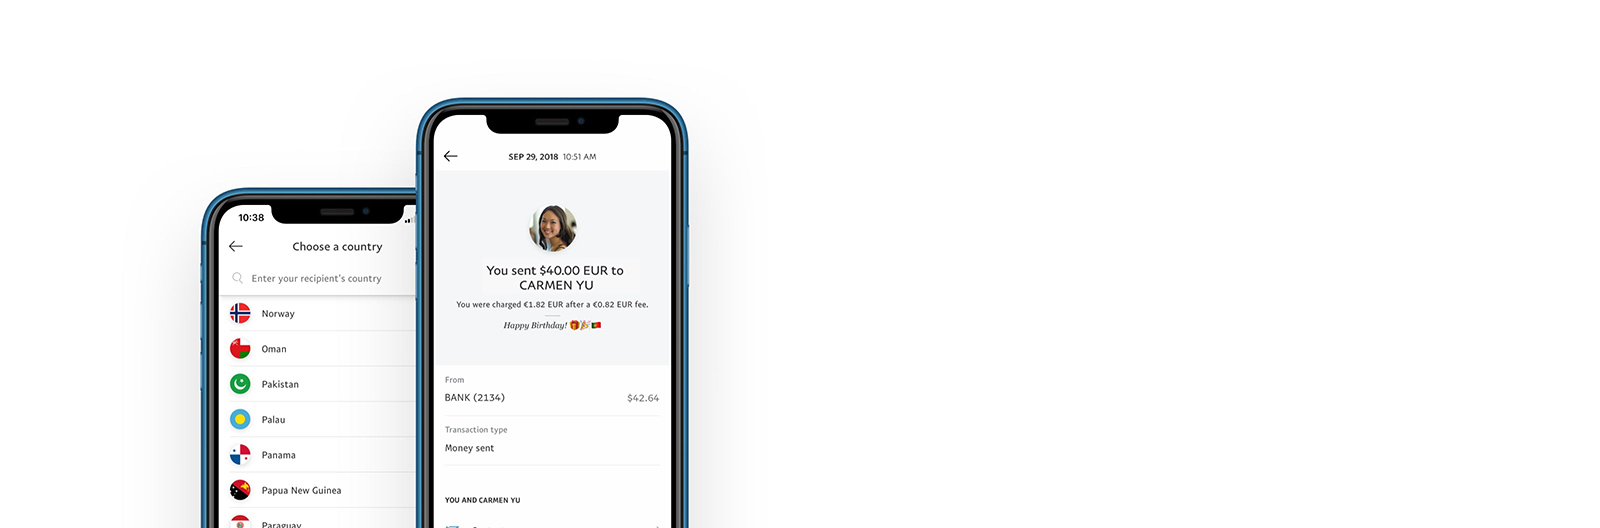 10:38
Choose a country
Enter your recipient's country
Norway
Oman
Pakistan
Palau
Panama
Papua New Guinea
Paraguay
SEP 29, 2018 10:51 AM
You sent $40.00 EUR to
CARMEN YU
You were charged €1.82 EUR after a €0.82 EUR fee.
Happy Birthday! 🎁🎉🇵🇹
From
BANK (2134) $42.64
Transaction type
Money sent
YOU AND CARMEN YU